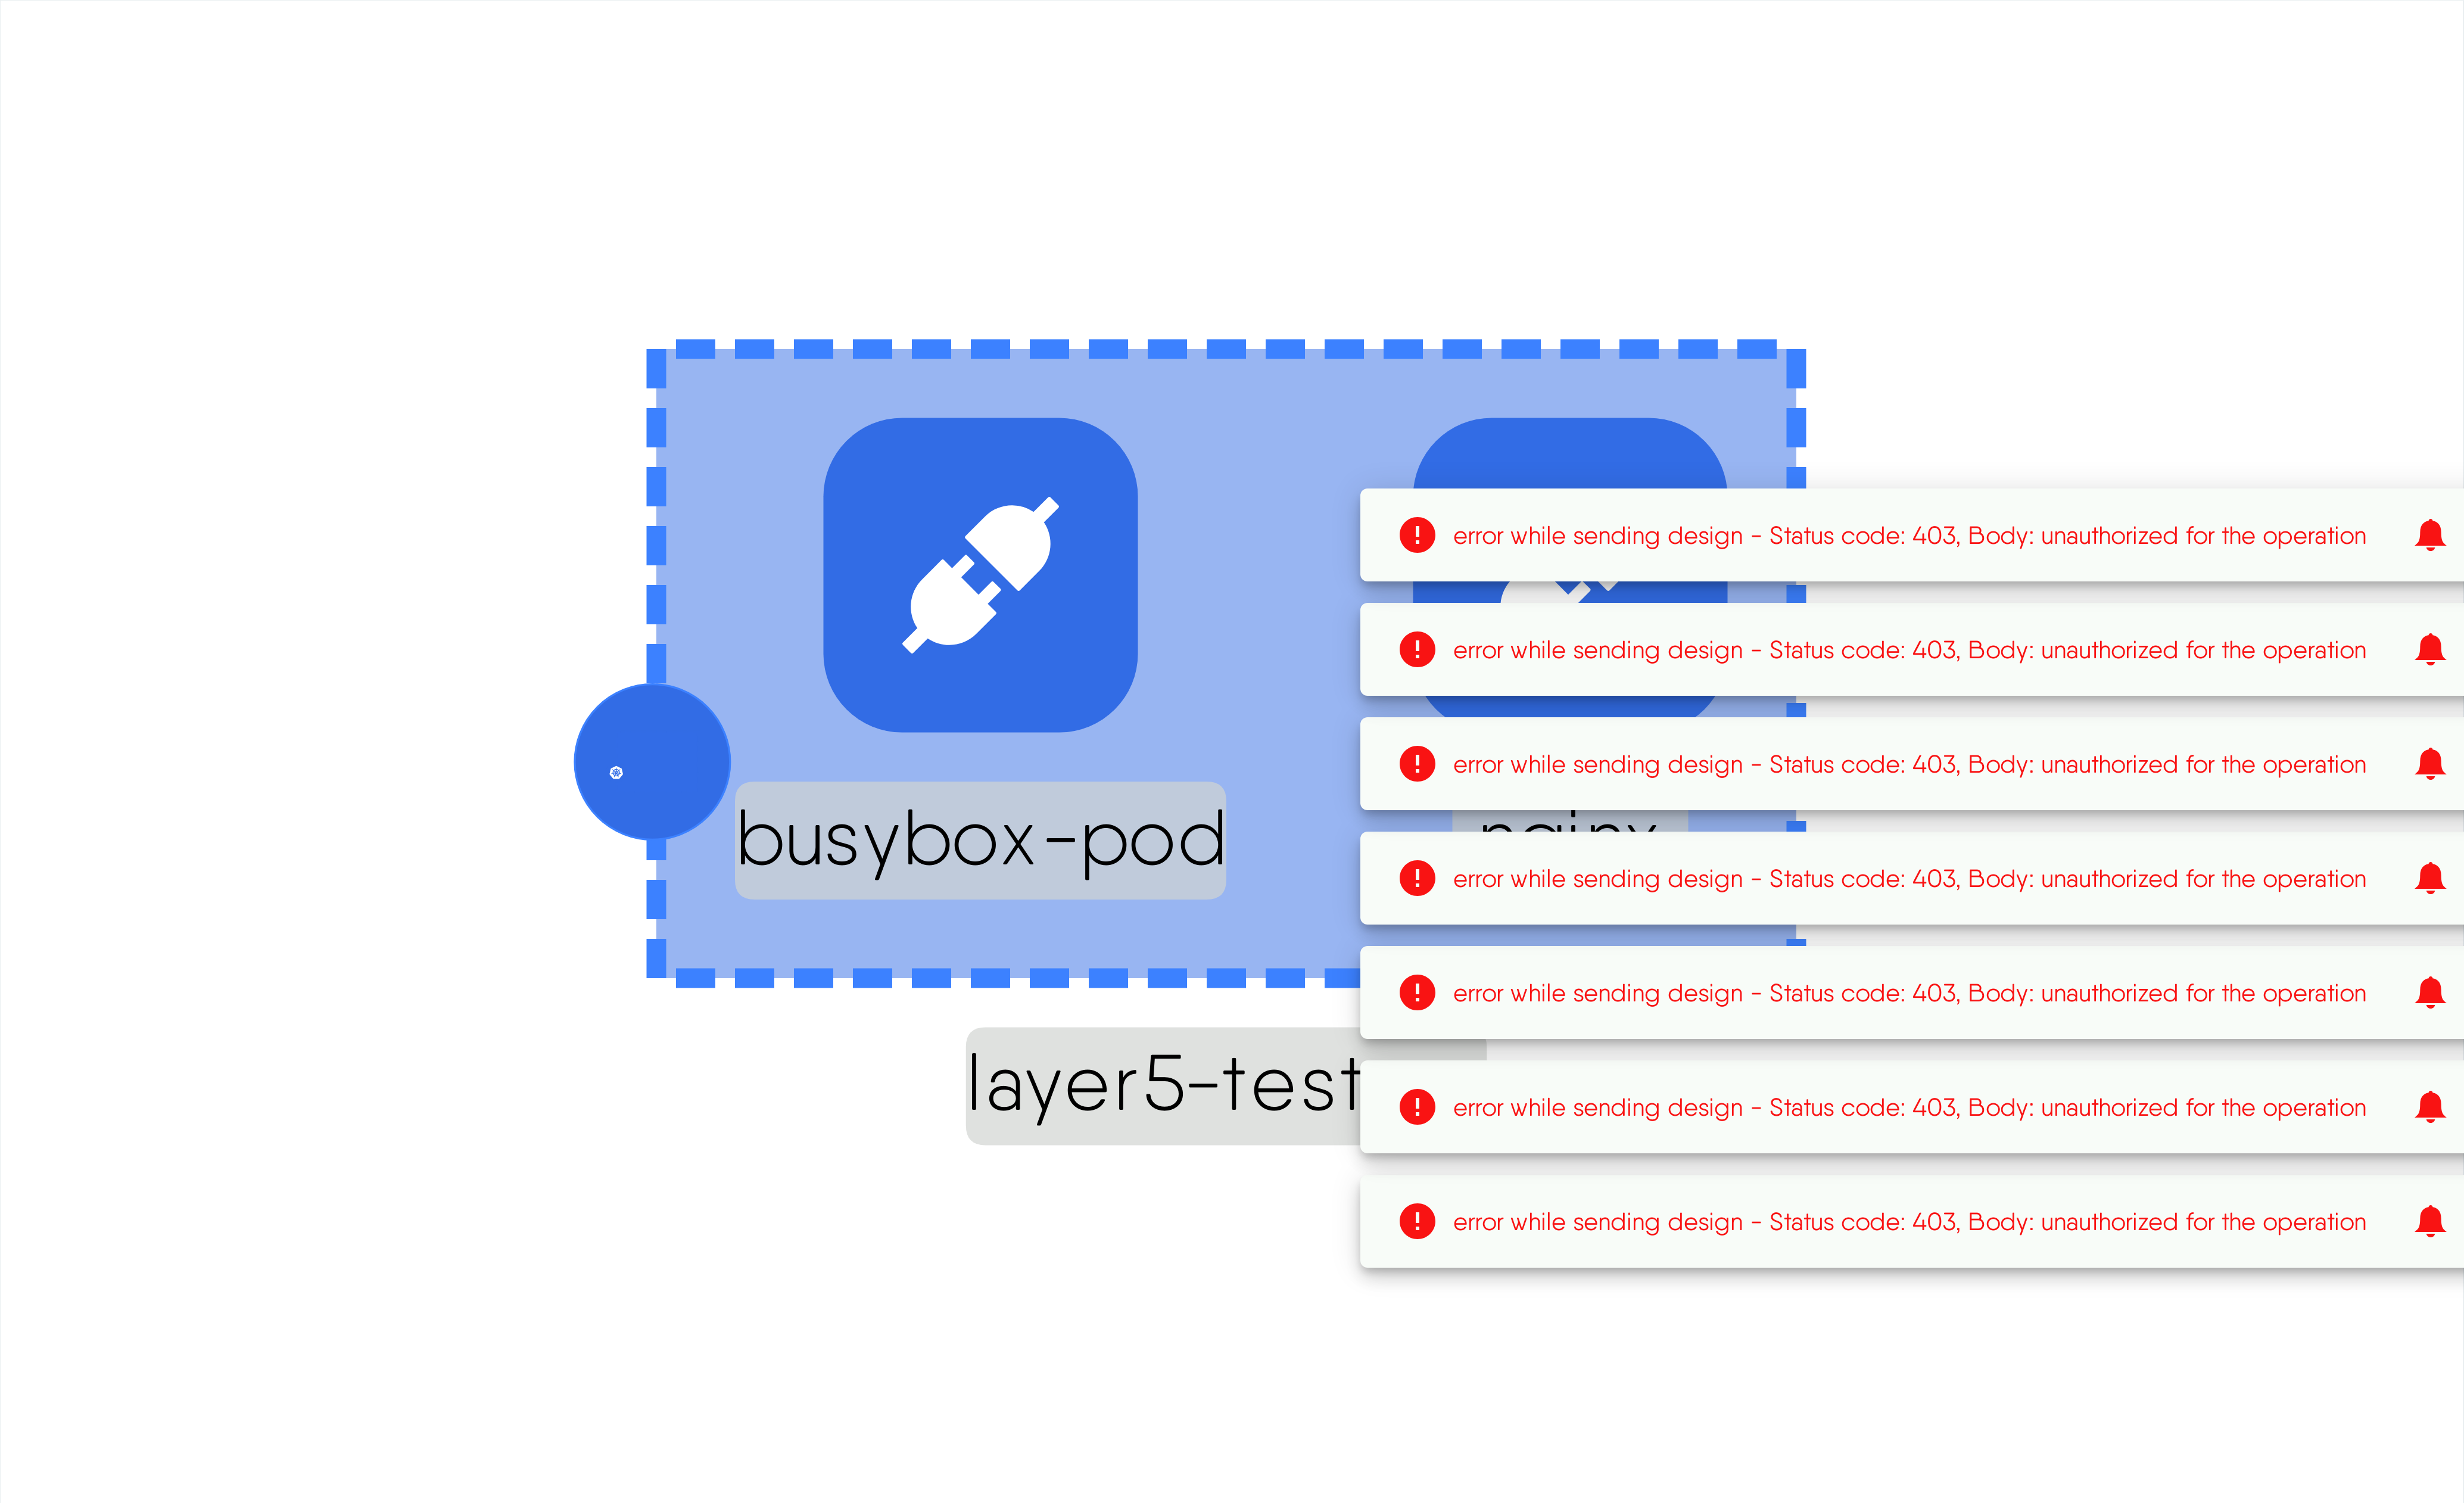 busybox-pod
layer5-test
error while sending design - Status code: 403, Body: unauthorized for the operation
error while sending design - Status code: 403, Body: unauthorized for the operation
error while sending design - Status code: 403, Body: unauthorized for the operation
error while sending design - Status code: 403, Body: unauthorized for the operation
error while sending design - Status code: 403, Body: unauthorized for the operation
error while sending design - Status code: 403, Body: unauthorized for the operation
error while sending design - Status code: 403, Body: unauthorized for the operation